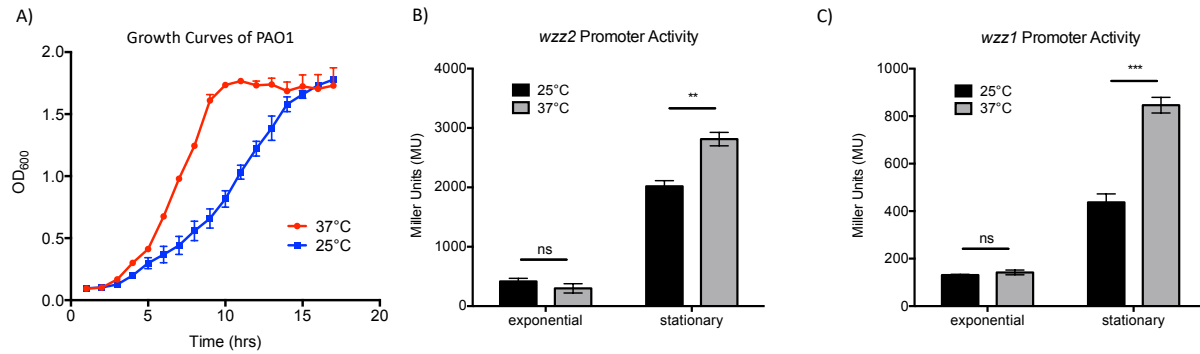 A)
Growth Curves of PAO1
2.0
1.5
1.0
0.5
0.0
OD600
0
5
10
15
20
Time (hrs)
37°C
25°C
B)
wzz2 Promoter Activity
4000
3000
2000
1000
0
Miller Units (MU)
25°C
37°C
ns
**
exponential
stationary
C)
wzz1 Promoter Activity
1000
800
600
400
200
0
Miller Units (MU)
25°C
37°C
ns
***
exponential
stationary